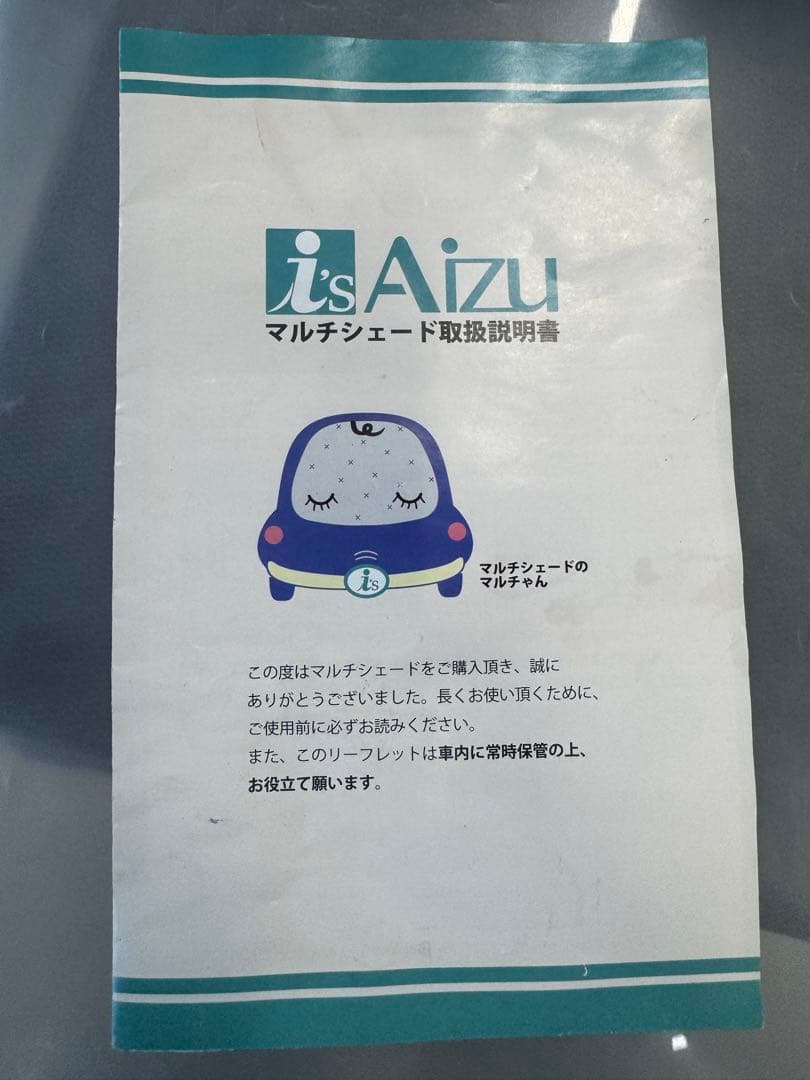 i's Aizu
マルチシェード取扱説明書
i's
マルチシェードの
マルチゃん
この度はマルチシェードをご購入頂き、誠に
ありがとうございました。長くお使い頂くために、
ご使用前に必ずお読みください。
また、このリーフレットは車内に常時保管の上、
お役立て願います。